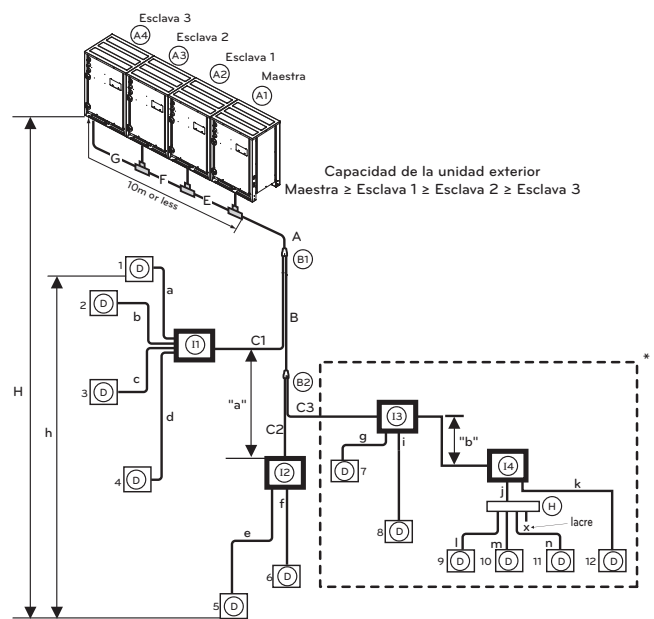 Esclava 3
A4
Esclava 2
A3
Esclava 1
A2
Maestra
A1
Capacidad de la unidad exterior
Maestra ≥ Esclava 1 ≥ Esclava 2 ≥ Esclava 3
G
F
E
10m or less
A
B1
1 D
a
2 D
b
B
I1
C1
*
H
h
3 D
c
d
"a"
B2
C3
I3
C2
g
i
"b"
4 D
I2
D 7
I4
j
k
f
H
x
lacre
e
8 D
l
m
n
9 D
10 D
11 D
12 D
6 D
5 D